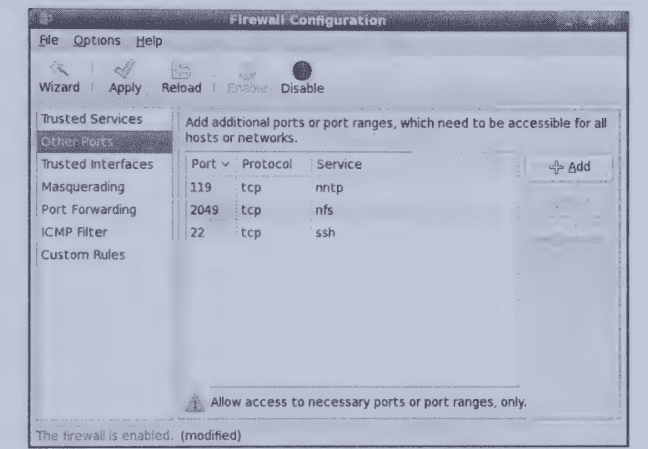 Firewall Configuration
File Options Help
Wizard Apply Reload Enable Disable
Trusted Services
Other Ports
Trusted Interfaces
Masquerading
Port Forwarding
ICMP Filter
Custom Rules
Add additional ports or port ranges, which need to be accessible for all
hosts or networks.
Port Protocol Service
119 tcp nntp
2049 tcp nfs
22 tcp ssh
Add
Allow access to necessary ports or port ranges, only.
The firewall is enabled. (modified)